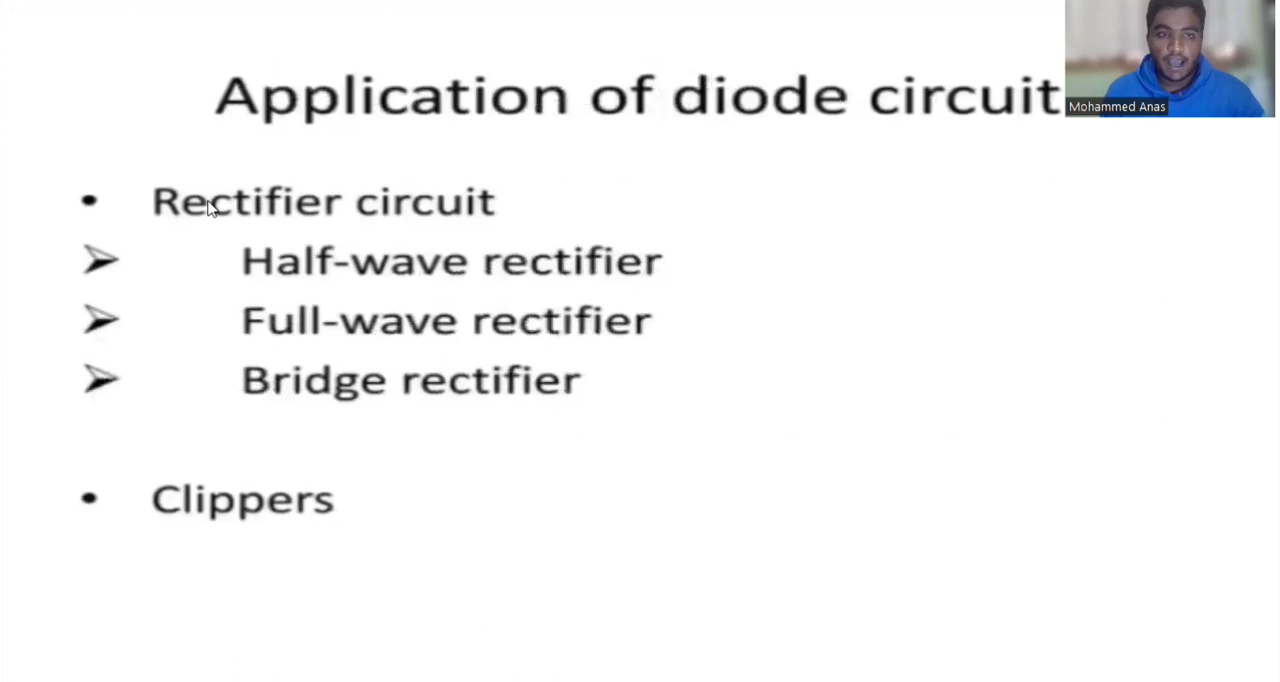 Application of diode circuit
Mohammed Anas
• Rectifier circuit
➢ Half-wave rectifier
➢ Full-wave rectifier
➢ Bridge rectifier
• Clippers